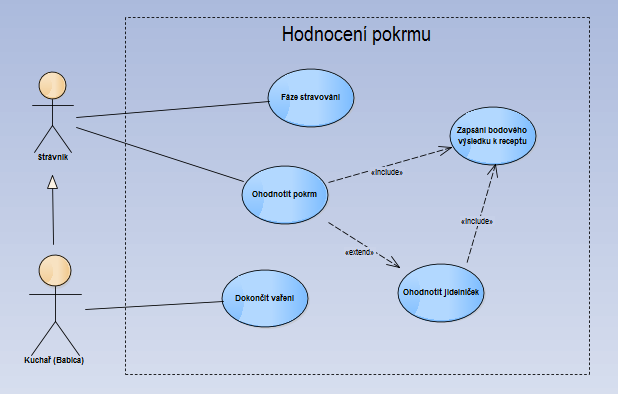 Hodnocení pokrmu
Fáze stravování
Zapsání bodového
výsledku k receptu
Strávník
«include»
Ohodnotit pokrm
«include»
«extend»
Ohodnotit jídelníček
Dokončit vaření
Kuchař (Babica)